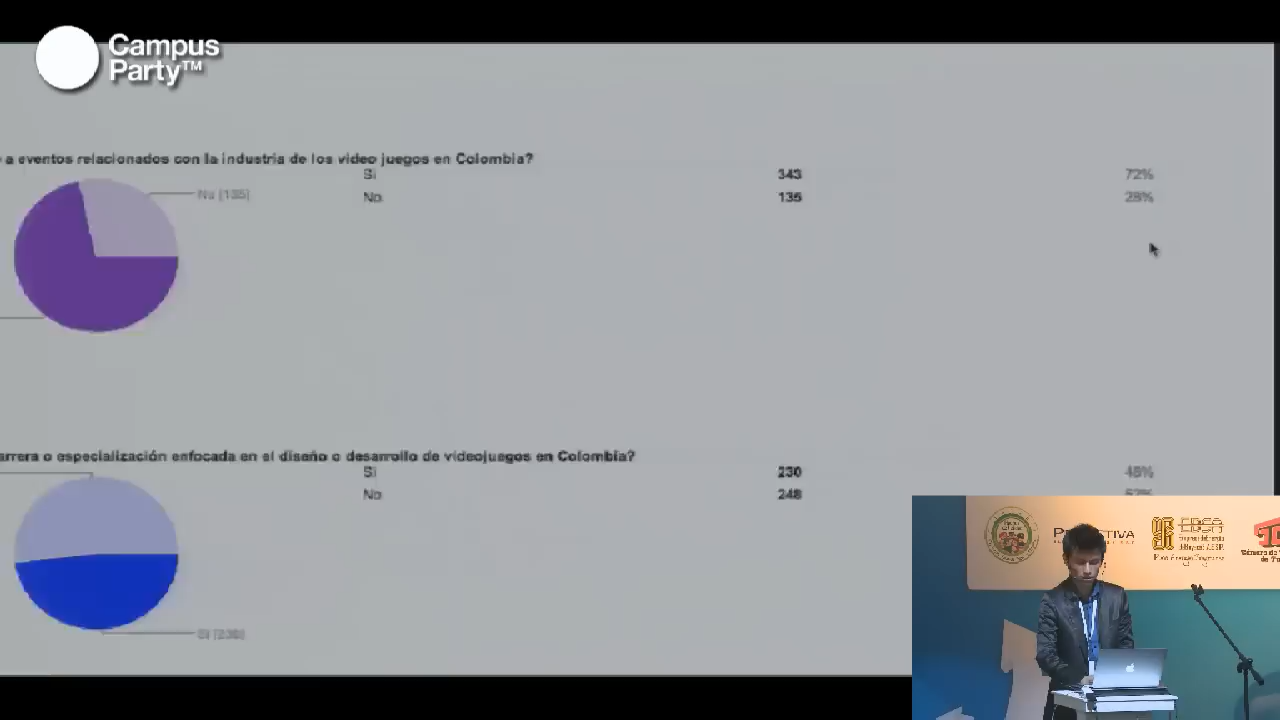 Campus
Party™
a eventos relacionados con la industria de los video juegos en Colombia?
Si 343 72%
No 135 28%
No [135]
arrera o especialización enfocada en el diseño o desarrollo de videojuegos en Colombia?
Si 230 48%
No 248 52%
Si [230]
EBSA